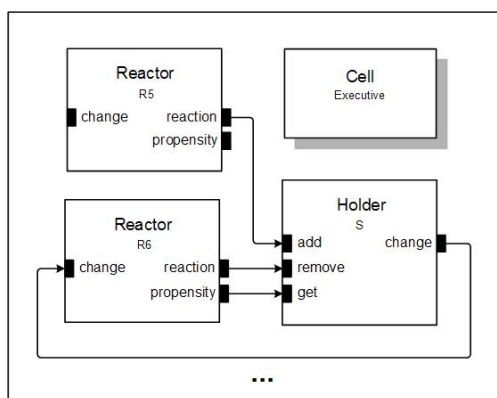 Reactor
R5
change
reaction
propensity
Cell
Executive
Reactor
R6
change
reaction
propensity
Holder
S
add
change
remove
get
...